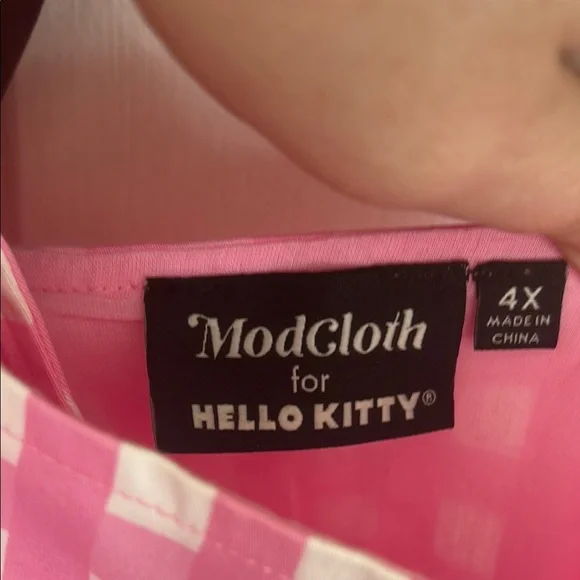 ModCloth
for
HELLO KITTY®
4X
MADE IN
CHINA